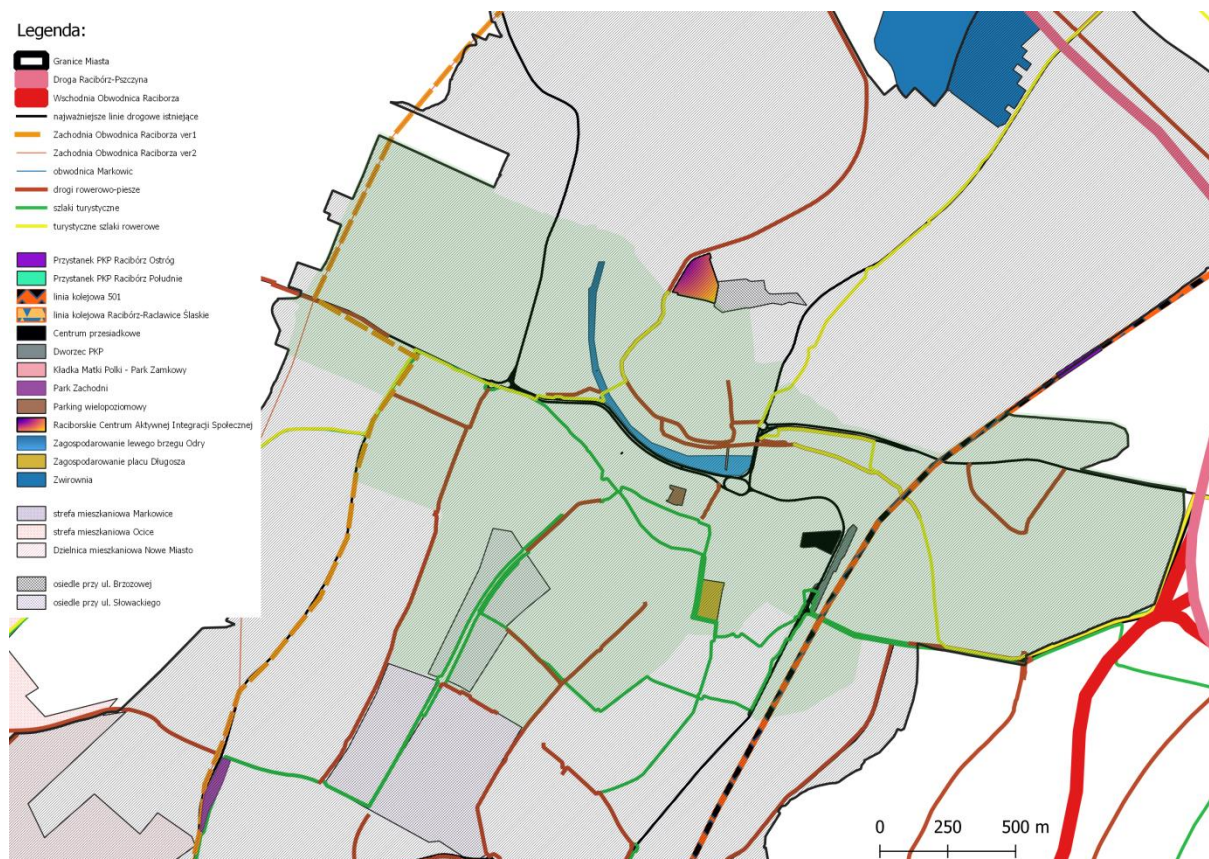 Legenda:
Granice Miasta
Droga Racibórz-Pszczyna
Wschodnia Obwodnica Raciborza
najważniejsze linie drogowe istniejące
Zachodnia Obwodnica Raciborza ver1
Zachodnia Obwodnica Raciborza ver2
obwodnica Markowic
drogi rowerowo-piesze
szlaki turystyczne
turystyczne szlaki rowerowe
Przystanek PKP Racibórz Ostróg
Przystanek PKP Racibórz Południe
linia kolejowa 501
linia kolejowa Racibórz-Racławice Ślaskie
Centrum przesiadkowe
Dworzec PKP
Kładka Matki Polki - Park Zamkowy
Park Zachodni
Parking wielopoziomowy
Raciborskie Centrum Aktywnej Integracji Społecznej
Zagospodarowanie lewego brzegu Odry
Zagospodarowanie placu Długosza
Zwirownia
strefa mieszkaniowa Markowice
strefa mieszkaniowa Ocice
Dzielnica mieszkaniowa Nowe Miasto
osiedle przy ul. Brzozowej
osiedle przy ul. Słowackiego
0 250 500 m